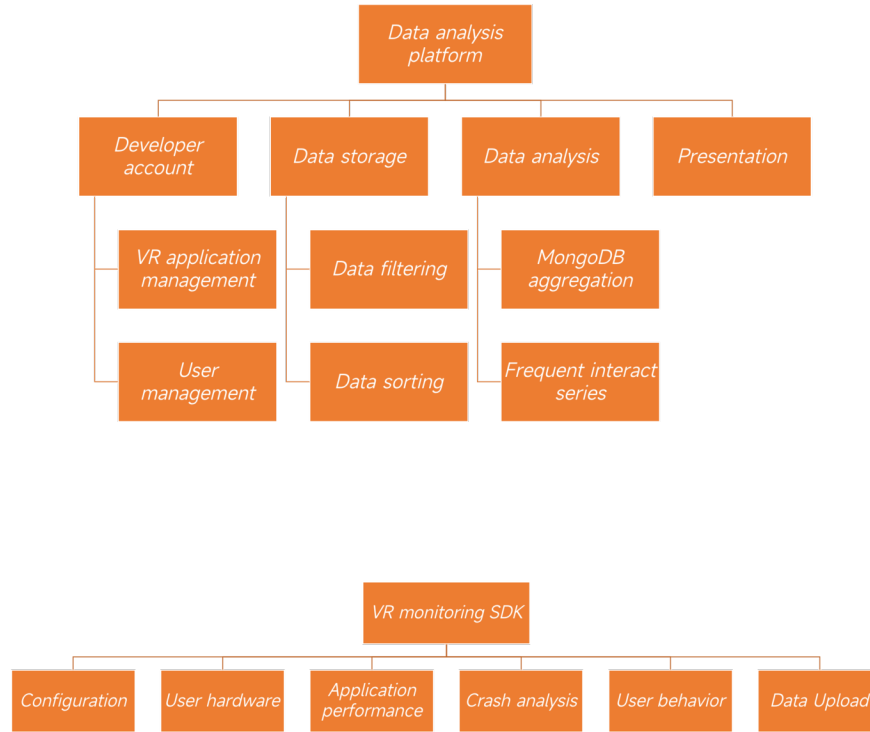 Data analysis
platform
Developer
account
Data storage
Data analysis
Presentation
VR application
management
Data filtering
MongoDB
aggregation
User
management
Data sorting
Frequent interact
series
VR monitoring SDK
Configuration
User hardware
Application
performance
Crash analysis
User behavior
Data Upload